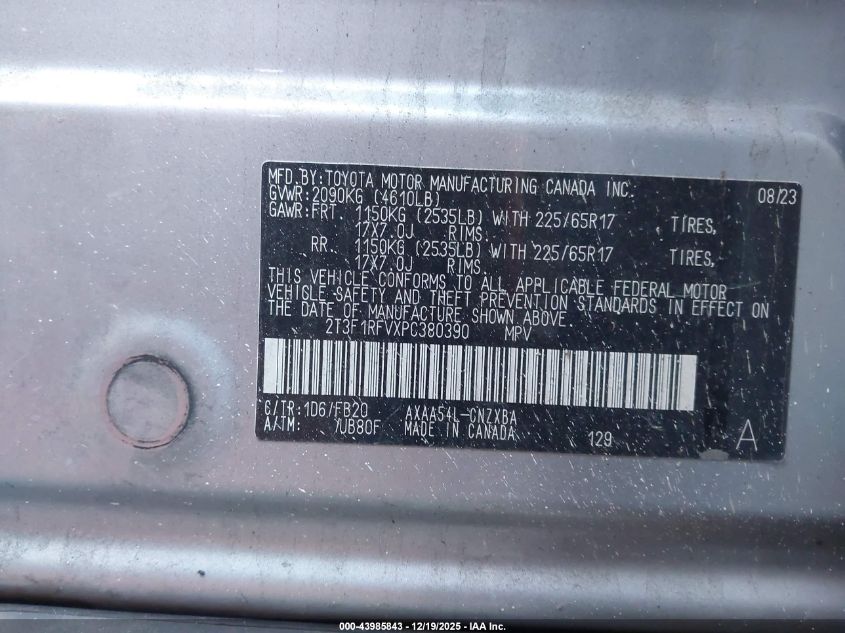 MFD.BY:TOYOTA MOTOR MANUFACTURING CANADA INC. 08/23
GVWR:2090KG (4610LB)
GAWR:FRT. 1150KG (2535LB) WITH 225/65R17 TIRES,
17X7.0J RIMS.
RR. 1150KG (2535LB) WITH 225/65R17 TIRES,
17X7.0J RIMS.
THIS VEHICLE CONFORMS TO ALL APPLICABLE FEDERAL MOTOR
VEHICLE SAFETY AND THEFT PREVENTION STANDARDS IN EFFECT ON
THE DATE OF MANUFACTURE SHOWN ABOVE.
2T3F1RFVXPC380390 MPV
C/TR:1D6/FB20 AXAA54L-CNZXBA
A/TM: /UB80F MADE IN CANADA 129 A
000-43985843 - 12/19/2025 - IAA Inc.